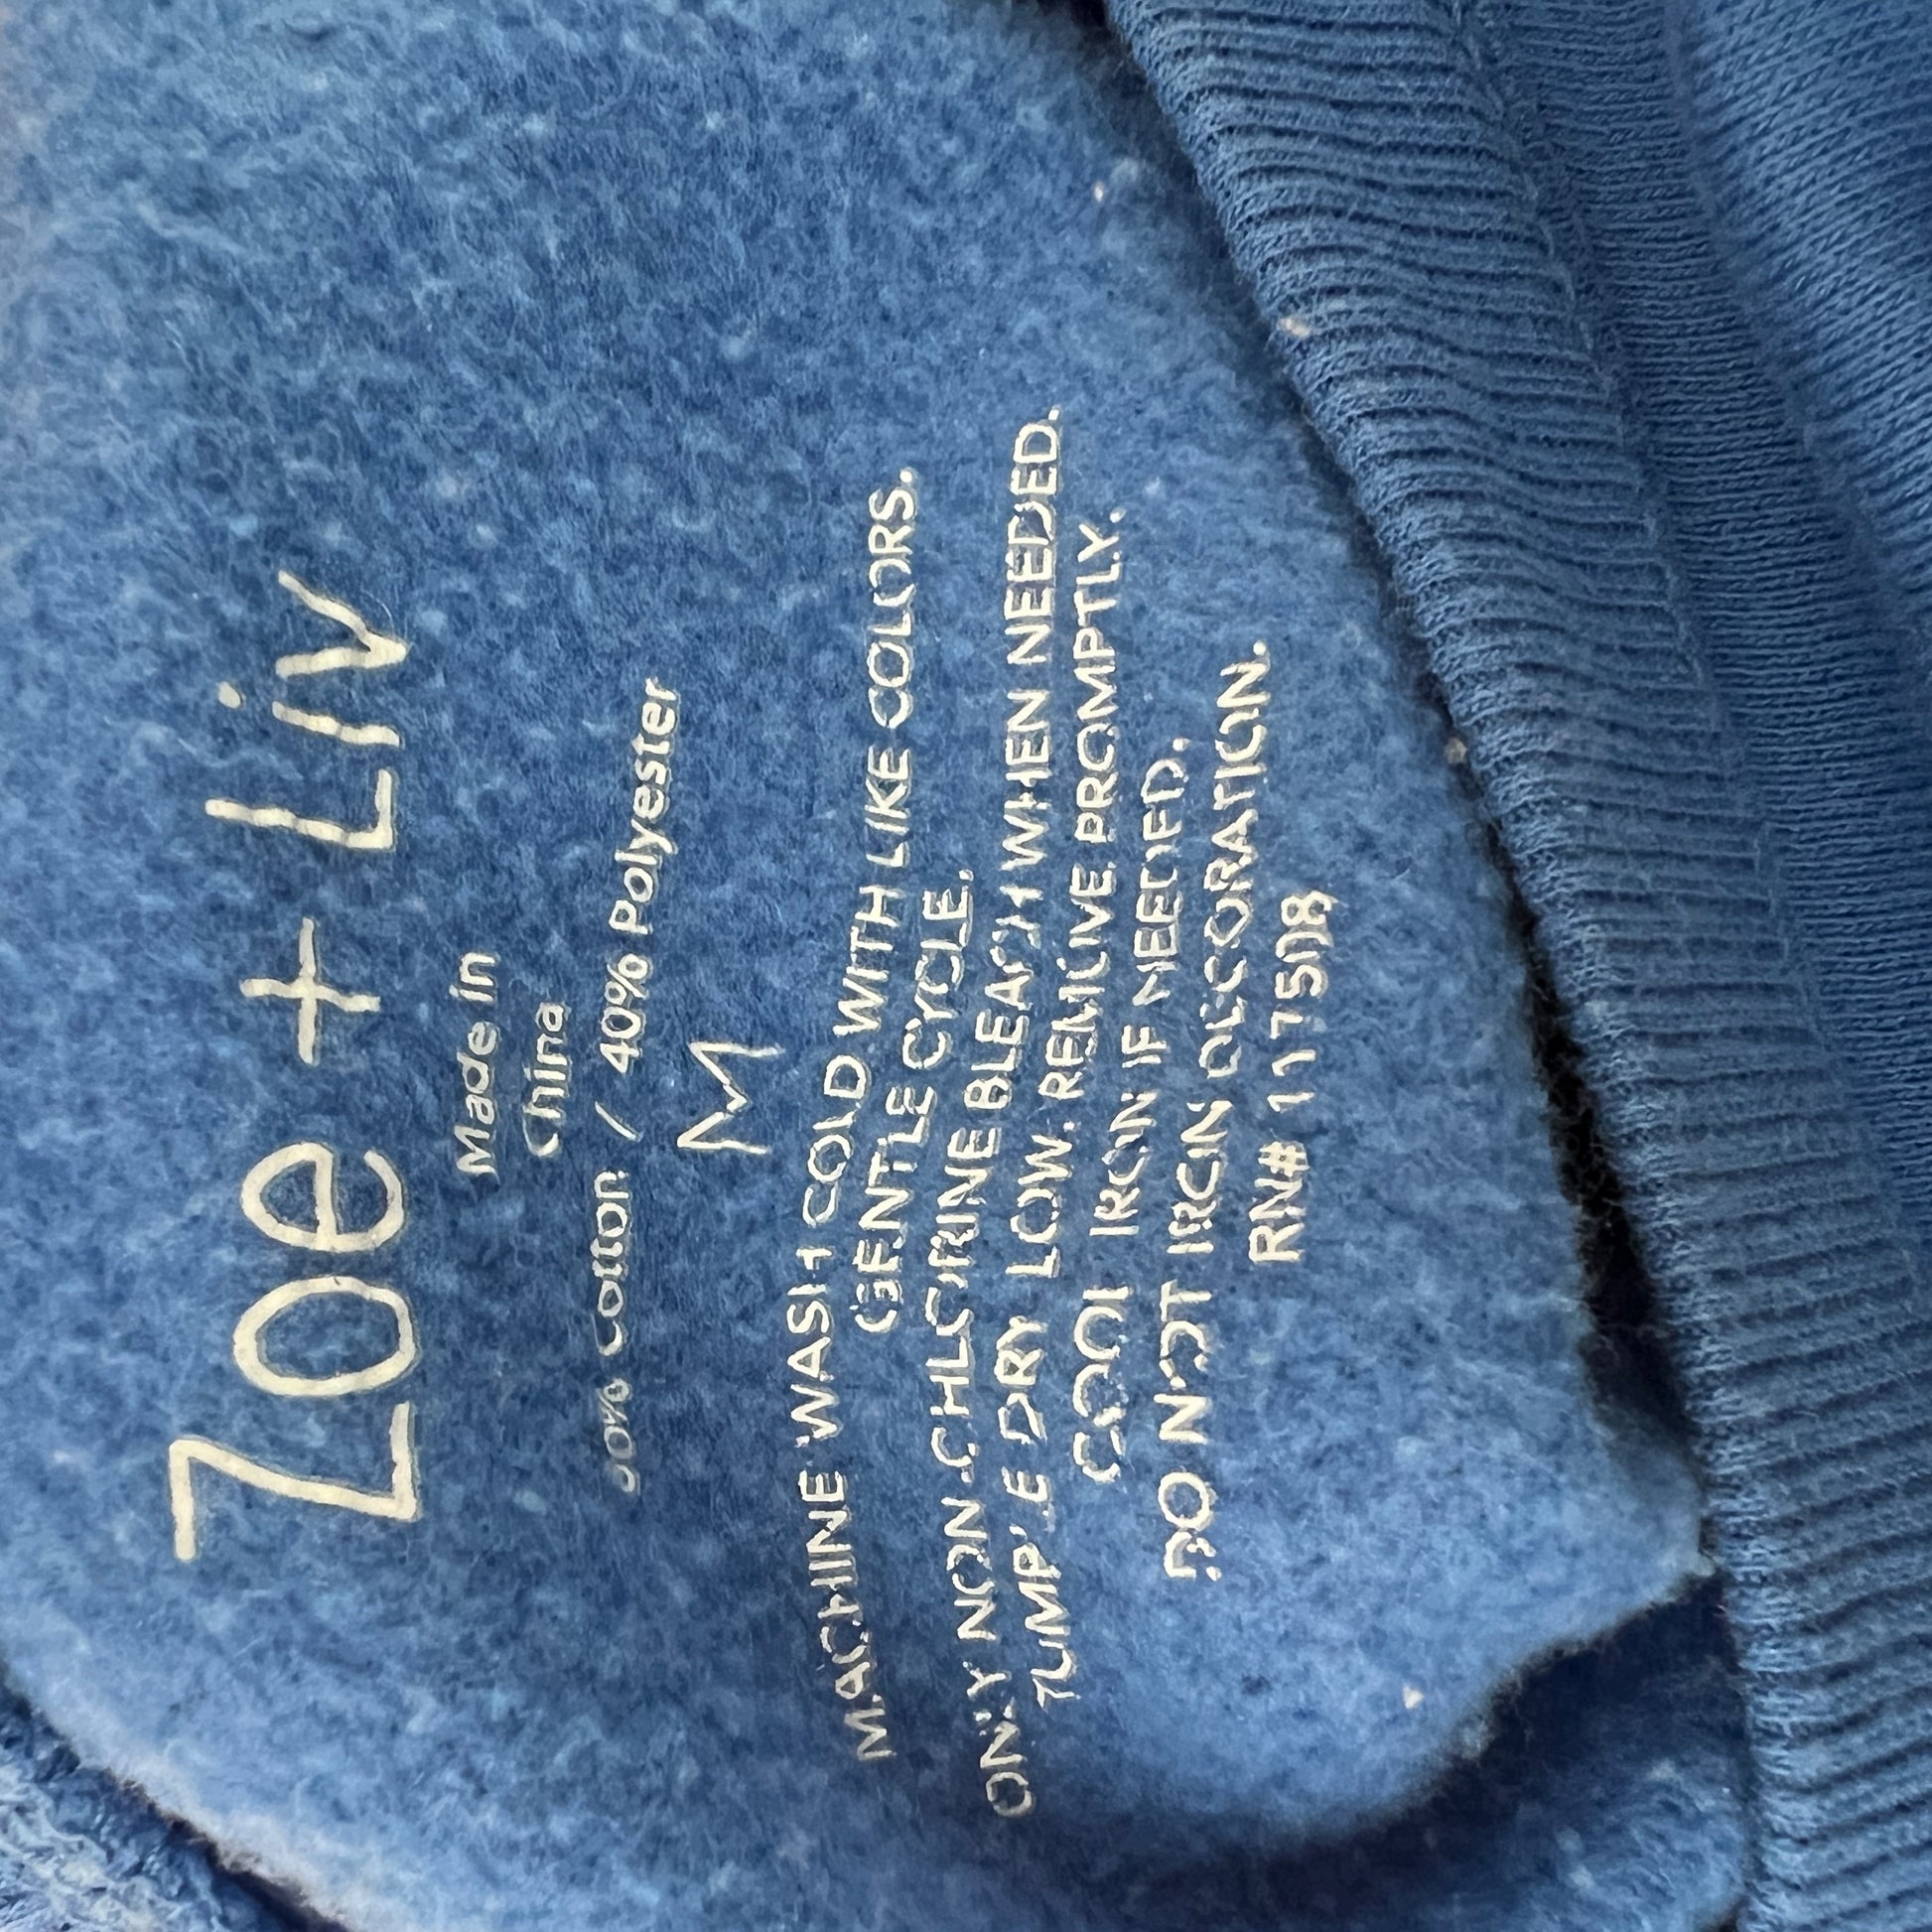 Zoe + Liv
Made in
China
60% Cotton / 40% Polyester
M
MACHINE WASH COLD WITH LIKE COLORS.
GENTLE CYCLE.
ONLY NON CHLORINE BLEACH WHEN NEEDED.
TUMPLE DRY LOW. REMOVE PROMPTLY.
COOL IRON IF NEEDED.
DO NOT IRON DECORATION.
RN# 117508